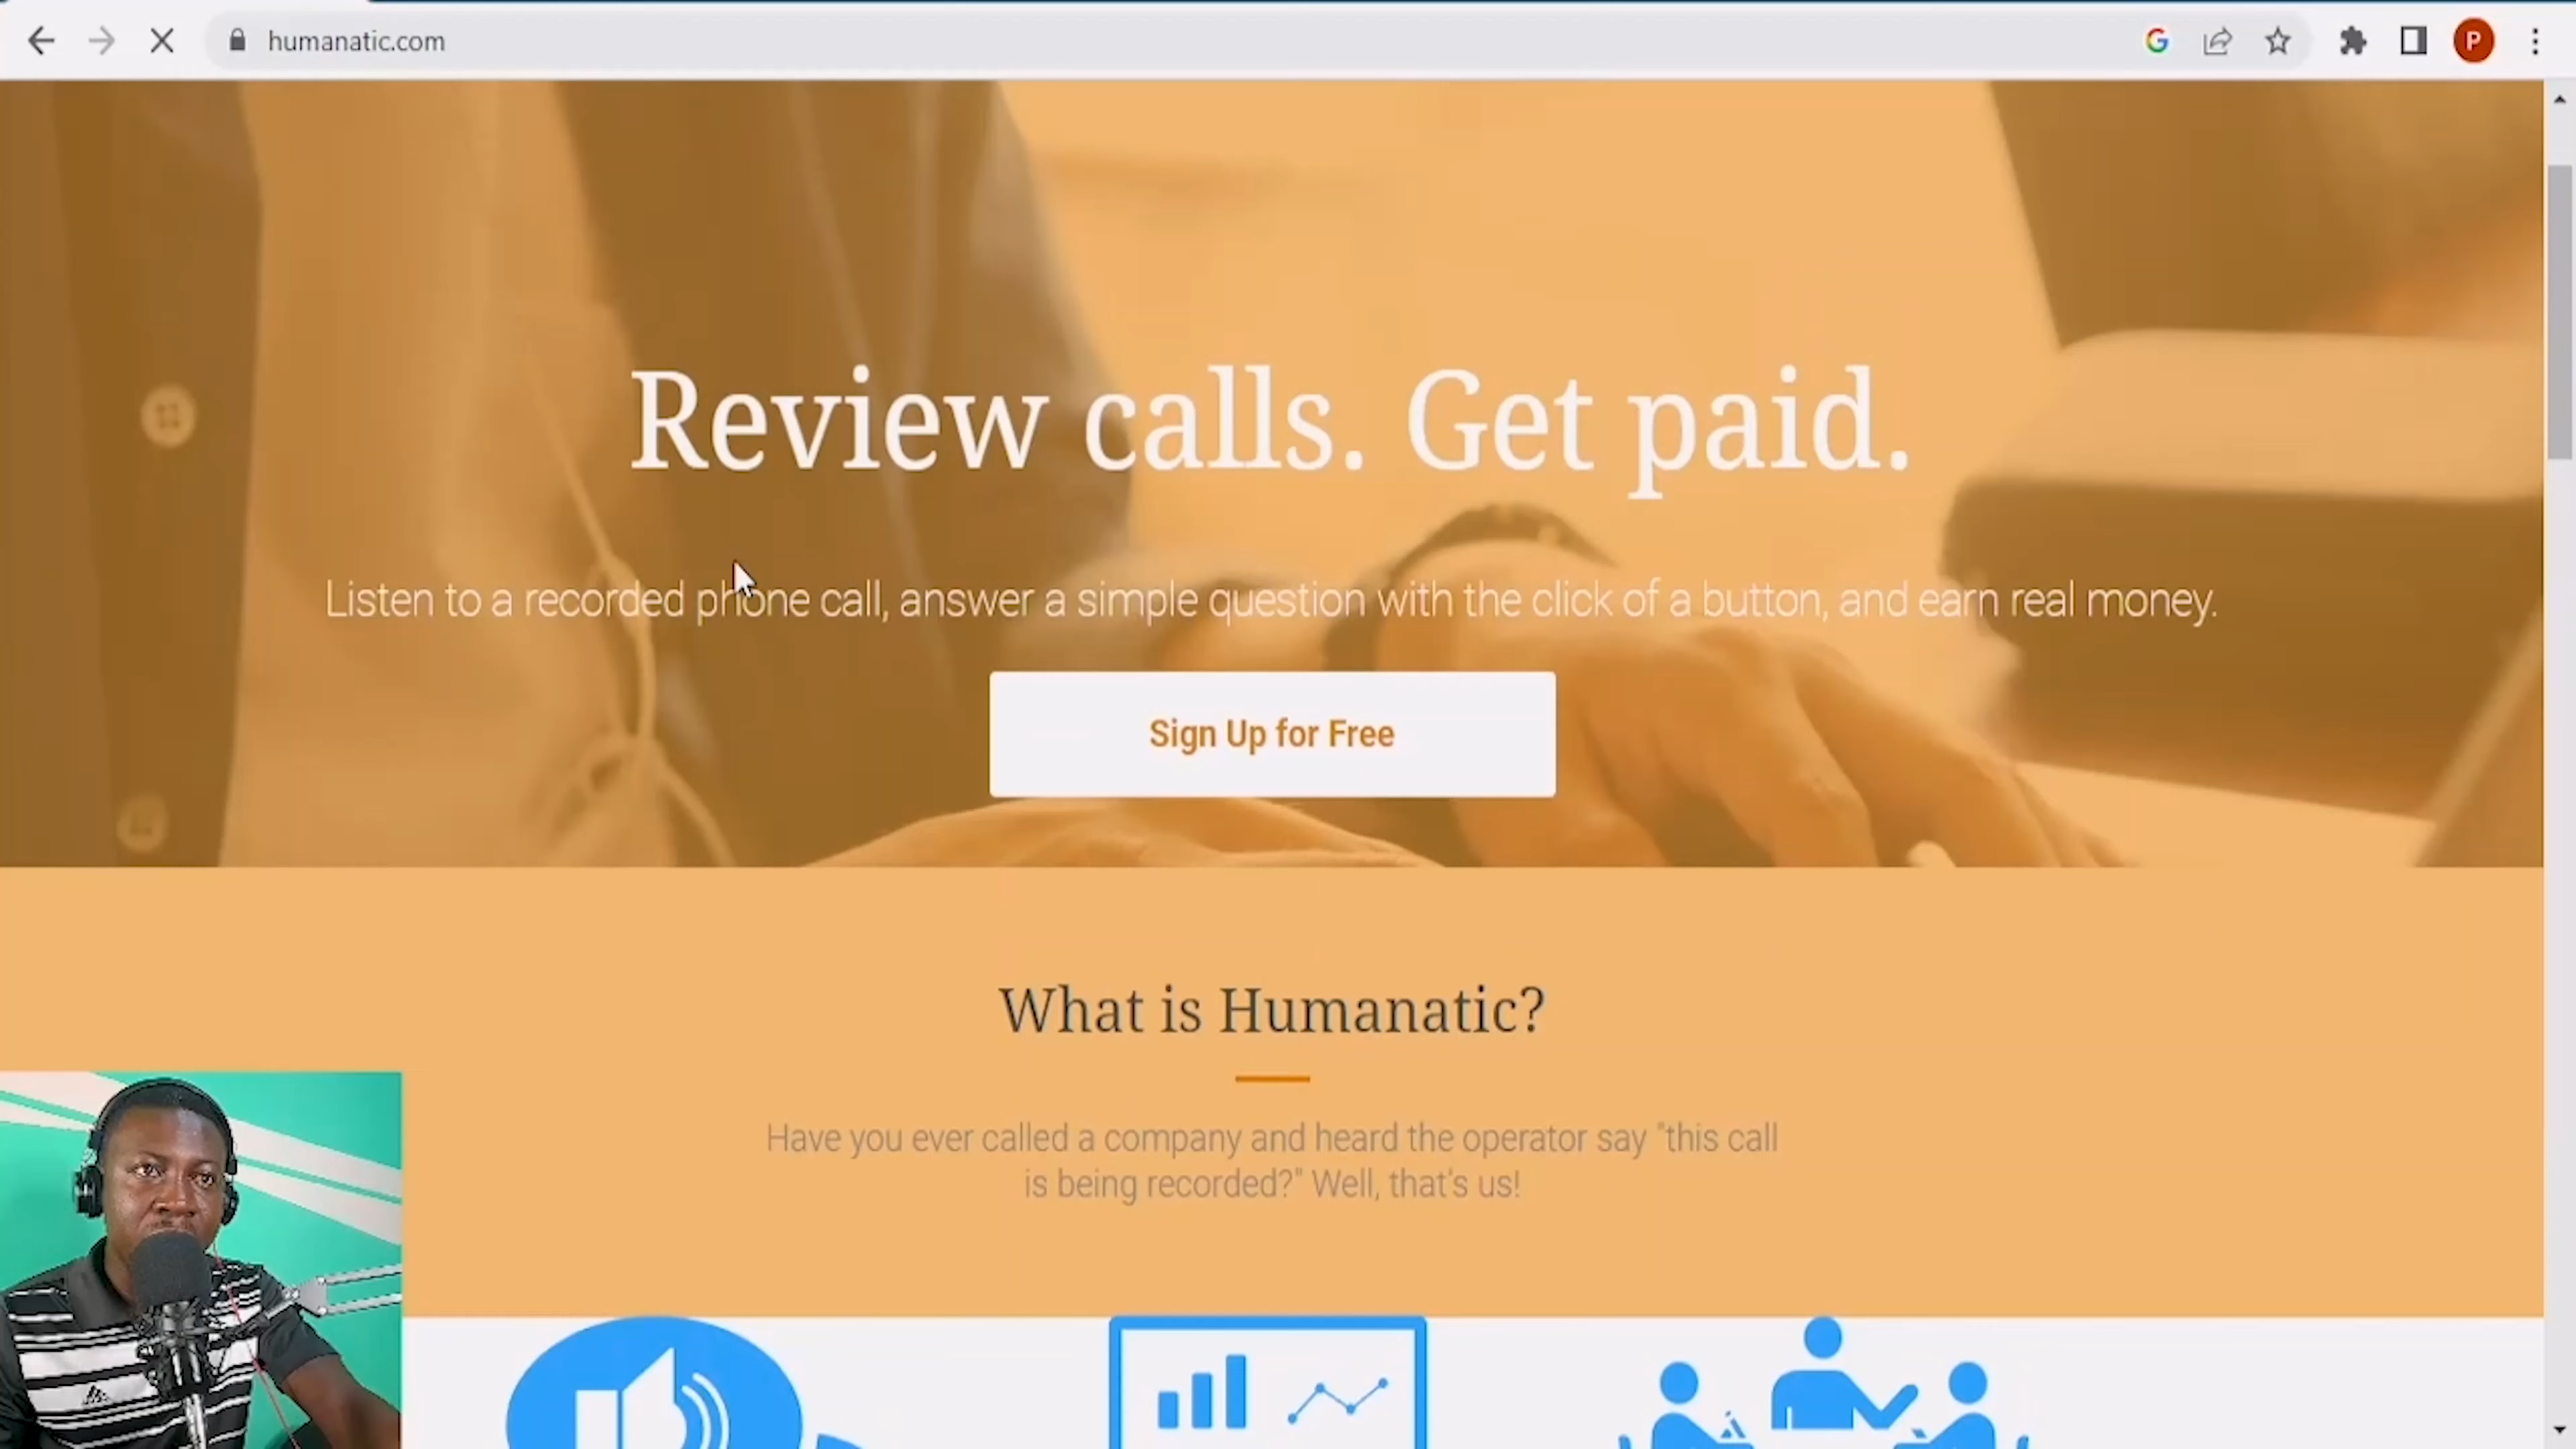 humanatic.com
P
Review calls. Get paid.
Listen to a recorded phone call, answer a simple question with the click of a button, and earn real money.
Sign Up for Free
What is Humanatic?
Have you ever called a company and heard the operator say "this call
is being recorded?" Well, that's us!